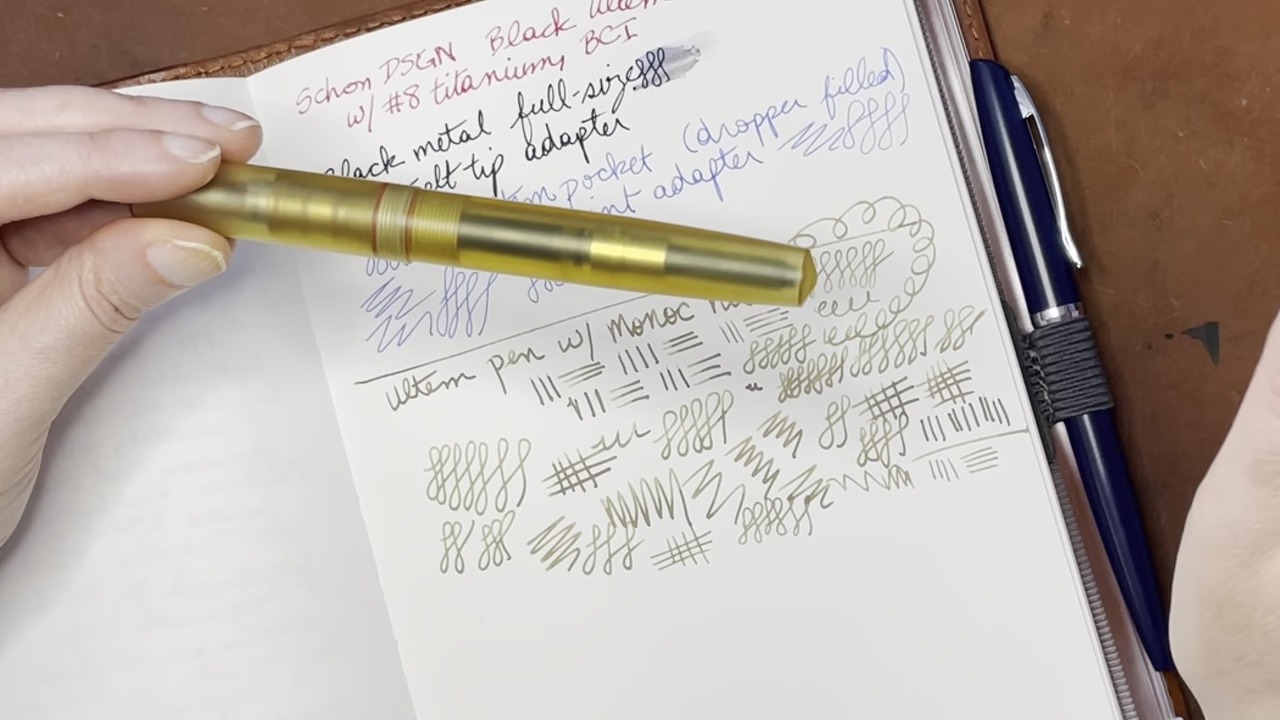 Schon DSGN Black Ultem
w/ #8 titanium, BCI
Black metal full-size
felt tip adapter
pocket (dropper filled)
adapter
ultem pen w/ Monoc